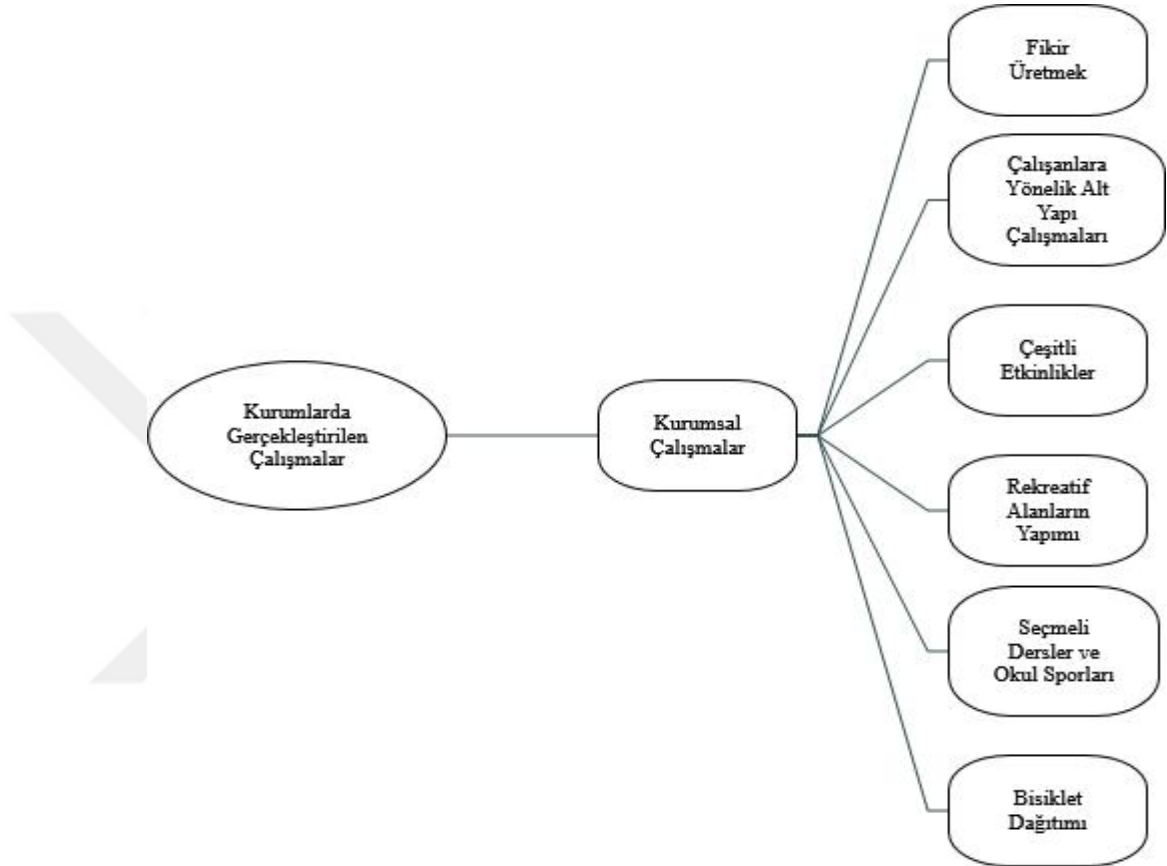 Kurumlarda
Gerçekleştirilen
Çalışmalar
Kurumsal
Çalışmalar
Fikir
Üretmek
Çalışanlara
Yönelik Alt
Yapı
Çalışmaları
Çeşitli
Etkinlikler
Rekreatif
Alanların
Yapımı
Seçmeli
Dersler ve
Okul Sporları
Bisiklet
Dağıtımı